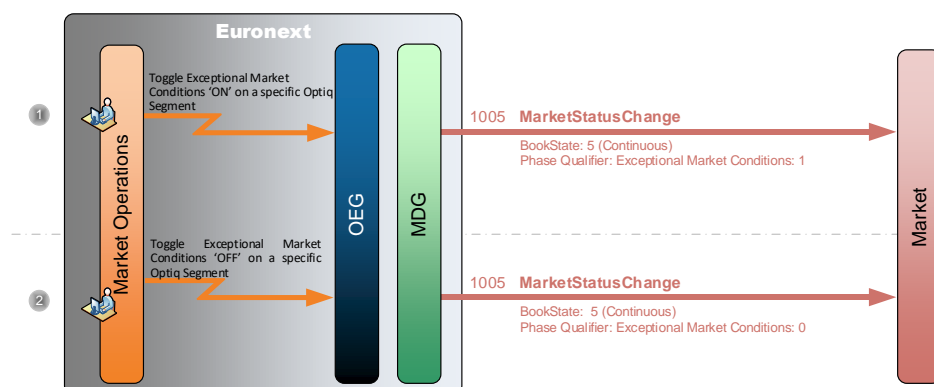 Euronext
Market Operations
OEG
MDG
Market
1
Toggle Exceptional Market
Conditions 'ON' on a specific Optiq
Segment
1005 MarketStatusChange
BookState: 5 (Continuous)
Phase Qualifier: Exceptional Market Conditions: 1
2
Toggle Exceptional Market
Conditions 'OFF' on a specific
Optiq Segment
1005 MarketStatusChange
BookState: 5 (Continuous)
Phase Qualifier: Exceptional Market Conditions: 0